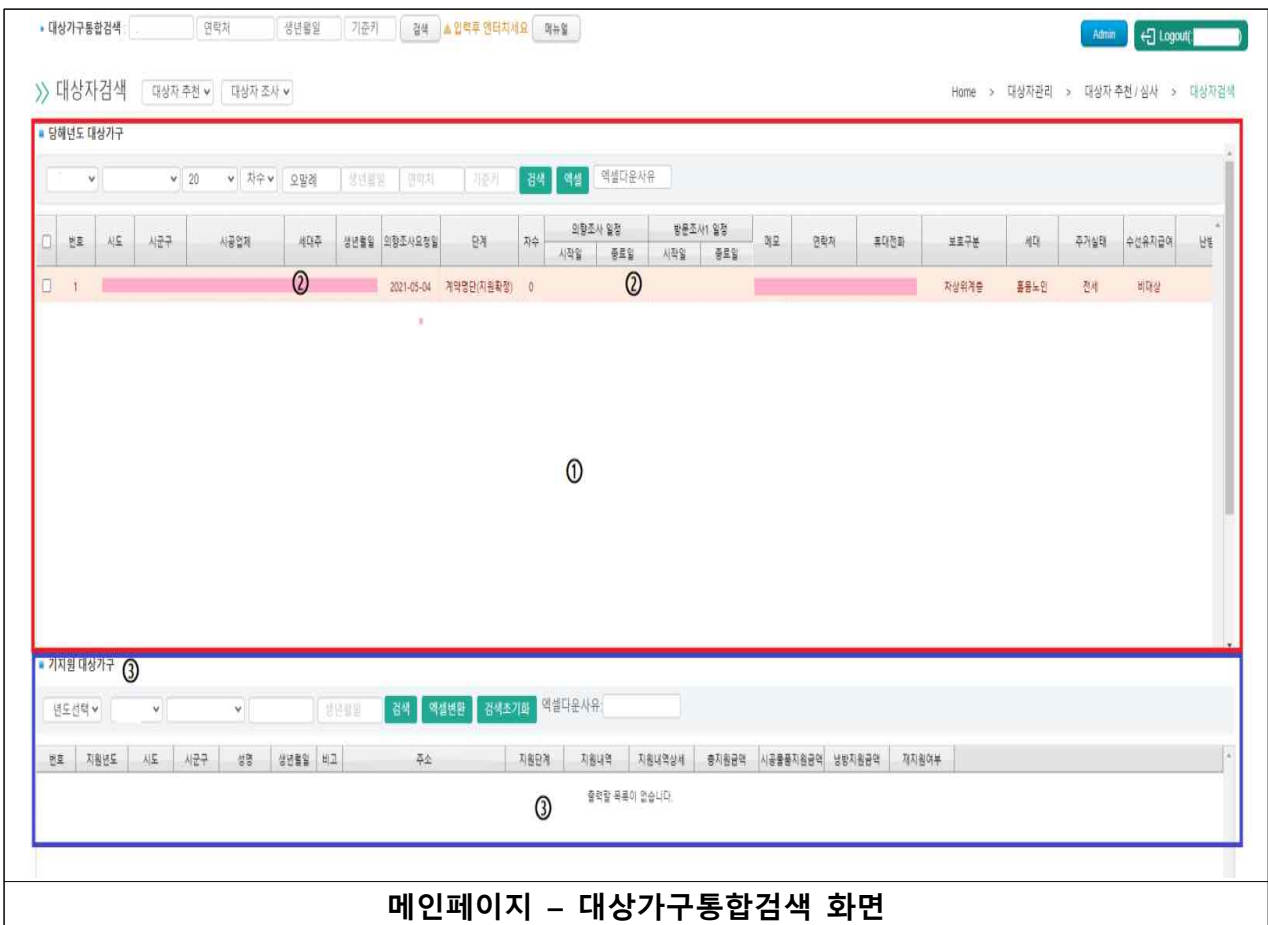 • 대상가구통합검색 : 연락처 생년월일 기준키 검색 ▲입력후 엔터치세요 메뉴얼 Admin Logout(
≫ 대상자검색 대상자 추천 대상자 조사 Home > 대상자관리 > 대상자 추천 / 심사 > 대상자검색
당해년도 대상가구
20 차수 오말례 생년월일 연락처 기준키 검색 엑셀 엑셀다운사유
번호 시도 시군구 시공업체 세대주 생년월일 의향조사요청일 단계 차수 의향조사 일정 방문조사1 일정 메모 연락처 휴대전화 보호구분 세대 주거실태 수선유지급여
시작일 종료일 시작일 종료일
1 ② 2021-05-04 계약명단(지원확정) 0 ② 차상위계층 홀몸노인 전세 비대상
①
기지원 대상가구 ③
년도선택 생년월일 검색 엑셀변환 검색초기화 엑셀다운사유:
번호 지원년도 시도 시군구 성명 생년월일 비고 주소 지원단계 지원내역 지원내역상세 총지원금액 시공물품지원금액 냉방지원금액 재지원여부
출력할 목록이 없습니다.
③
메인페이지 – 대상가구통합검색 화면